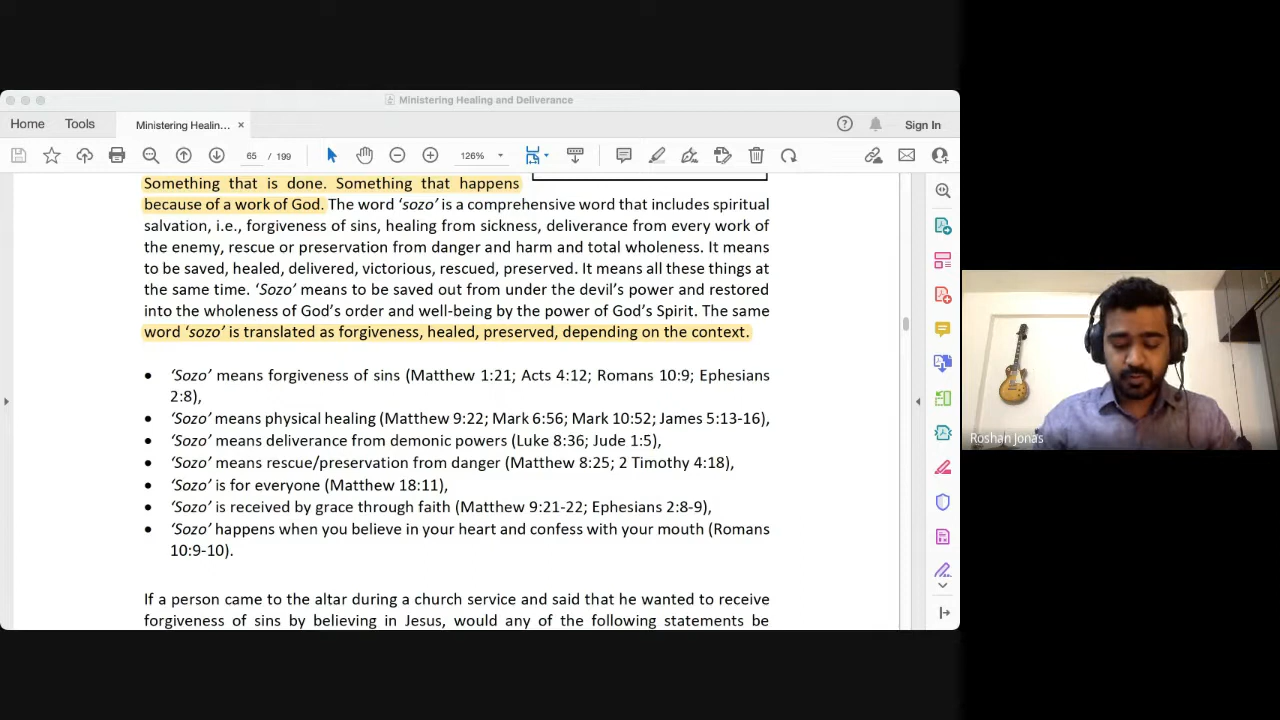 Ministering Healing and Deliverance
Home Tools Ministering Healin... × Sign In
65 / 199 126%
Something that is done. Something that happens
because of a work of God. The word ‘sozo’ is a comprehensive word that includes spiritual
salvation, i.e., forgiveness of sins, healing from sickness, deliverance from every work of
the enemy, rescue or preservation from danger and harm and total wholeness. It means
to be saved, healed, delivered, victorious, rescued, preserved. It means all these things at
the same time. ‘Sozo’ means to be saved out from under the devil’s power and restored
into the wholeness of God’s order and well-being by the power of God’s Spirit. The same
word ‘sozo’ is translated as forgiveness, healed, preserved, depending on the context.
• ‘Sozo’ means forgiveness of sins (Matthew 1:21; Acts 4:12; Romans 10:9; Ephesians
2:8),
• ‘Sozo’ means physical healing (Matthew 9:22; Mark 6:56; Mark 10:52; James 5:13-16),
• ‘Sozo’ means deliverance from demonic powers (Luke 8:36; Jude 1:5),
• ‘Sozo’ means rescue/preservation from danger (Matthew 8:25; 2 Timothy 4:18),
• ‘Sozo’ is for everyone (Matthew 18:11),
• ‘Sozo’ is received by grace through faith (Matthew 9:21-22; Ephesians 2:8-9),
• ‘Sozo’ happens when you believe in your heart and confess with your mouth (Romans
10:9-10).
If a person came to the altar during a church service and said that he wanted to receive
forgiveness of sins by believing in Jesus, would any of the following statements be
Roshan Jonas